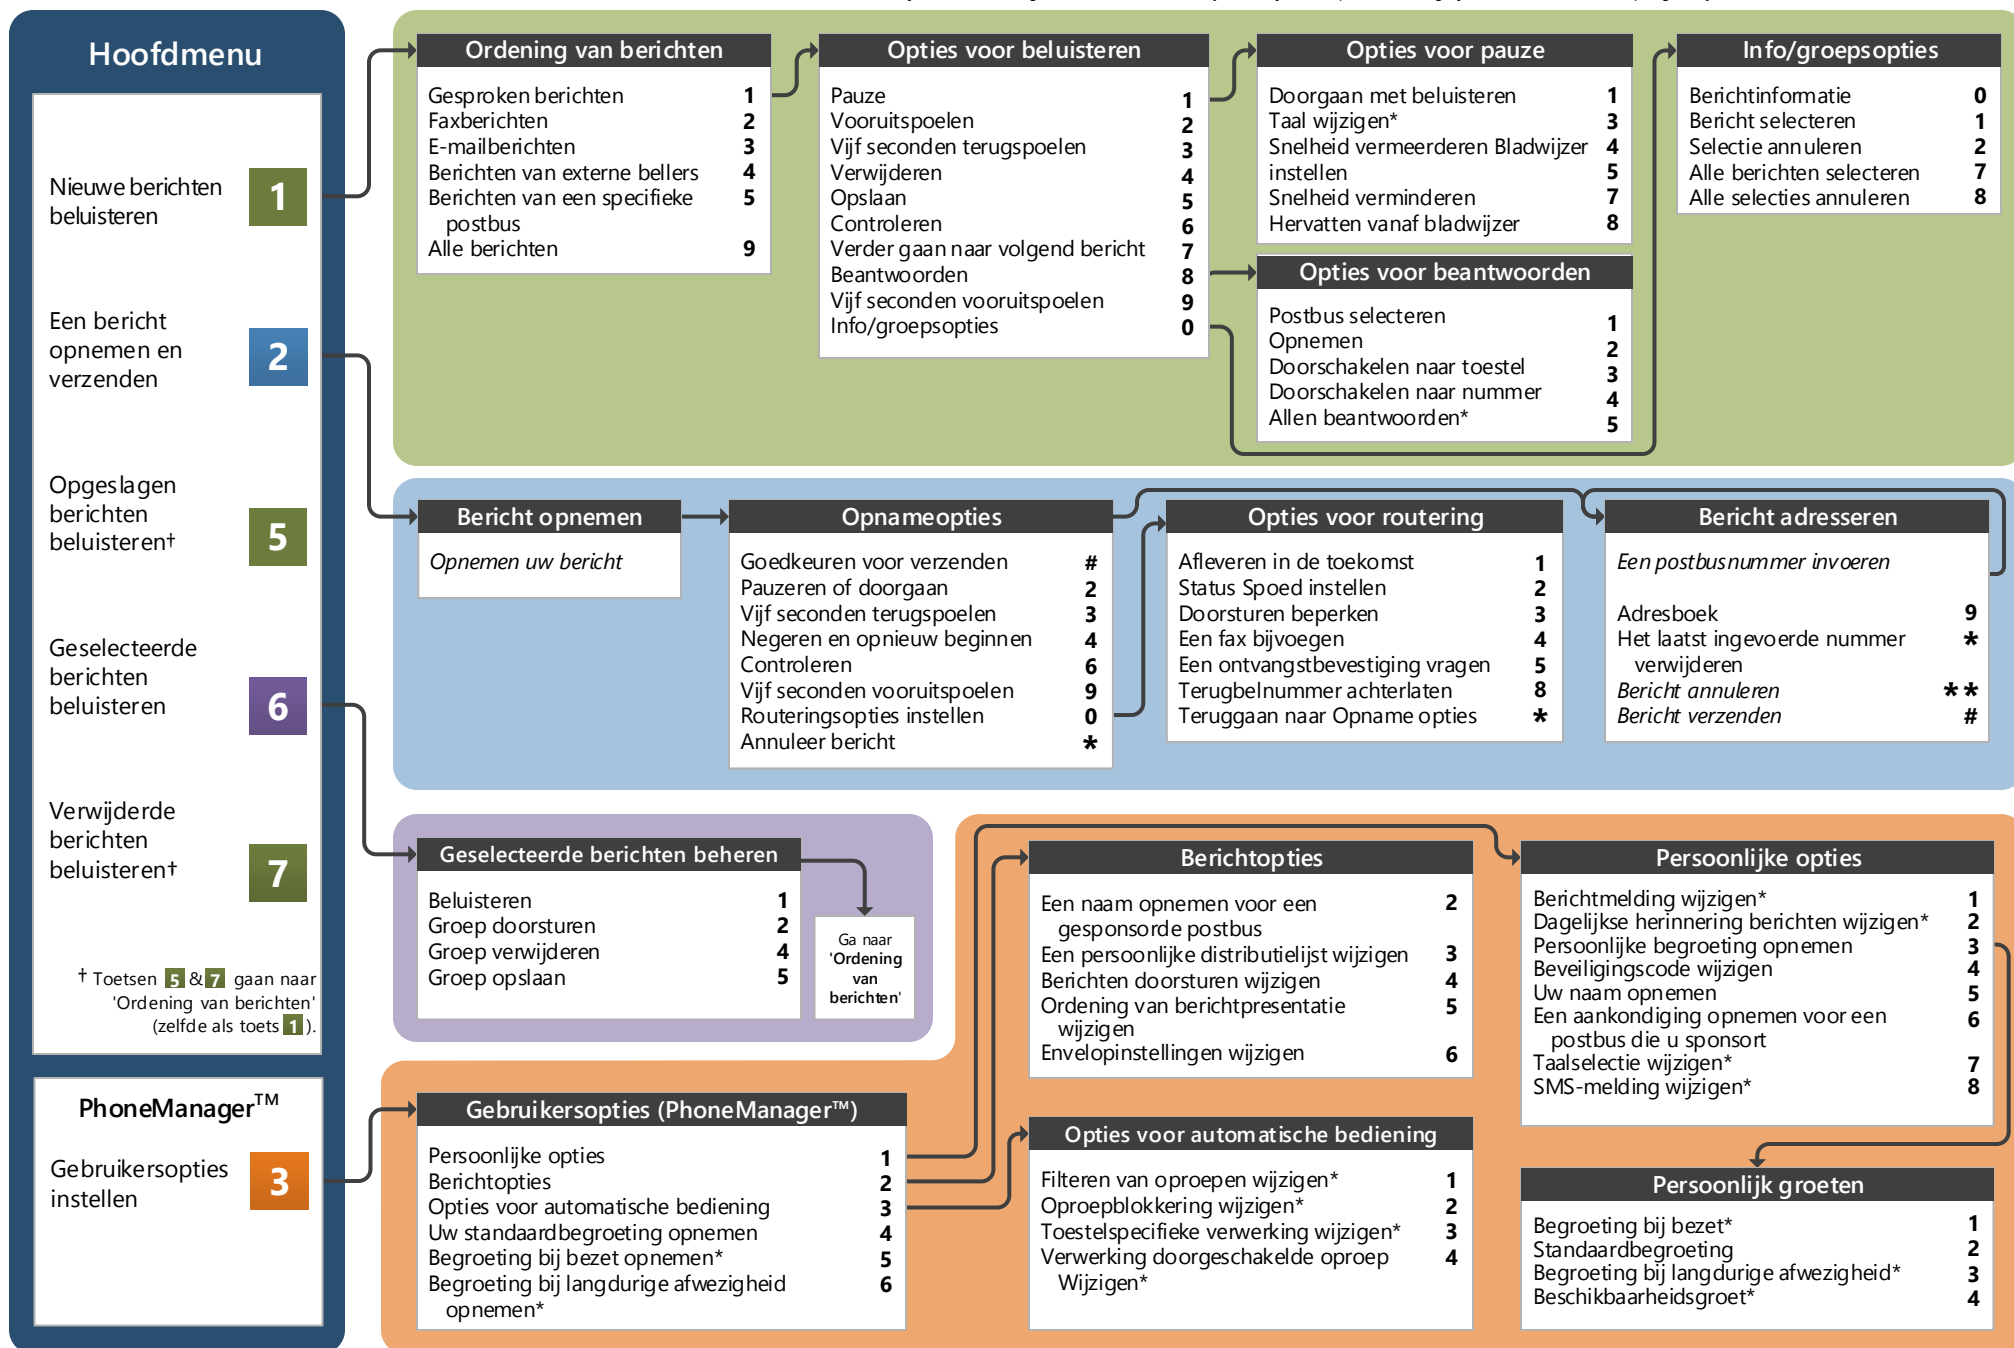 Hoofdmenu
Nieuwe berichten
beluisteren
1
Een bericht
opnemen en
verzenden
2
Opgeslagen
berichten
beluisteren†
5
Geselecteerde
berichten
beluisteren
6
Verwijderde
berichten
beluisteren†
7
† Toetsen 5 & 7 gaan naar
'Ordening van berichten'
(zelfde als toets 1 ).
PhoneManager™
Gebruikersopties
instellen
3
Ordening van berichten
Gesproken berichten 1
Faxberichten 2
E-mailberichten 3
Berichten van externe bellers 4
Berichten van een specifieke 5
postbus
Alle berichten 9
Opties voor beluisteren
Pauze 1
Vooruitspoelen 2
Vijf seconden terugspoelen 3
Verwijderen 4
Opslaan 5
Controleren 6
Verder gaan naar volgend bericht 7
Beantwoorden 8
Vijf seconden vooruitspoelen 9
Info/groepsopties 0
Opties voor pauze
Doorgaan met beluisteren 1
Taal wijzigen* 3
Snelheid vermeerderen Bladwijzer 4
instellen 5
Snelheid verminderen 7
Hervatten vanaf bladwijzer 8
Opties voor beantwoorden
Postbus selecteren 1
Opnemen 2
Doorschakelen naar toestel 3
Doorschakelen naar nummer 4
Allen beantwoorden* 5
Info/groepsopties
Berichtinformatie 0
Bericht selecteren 1
Selectie annuleren 2
Alle berichten selecteren 7
Alle selecties annuleren 8
Bericht opnemen
Opnemen uw bericht
Opnameopties
Goedkeuren voor verzenden #
Pauzeren of doorgaan 2
Vijf seconden terugspoelen 3
Negeren en opnieuw beginnen 4
Controleren 6
Vijf seconden vooruitspoelen 9
Routeringsopties instellen 0
Annuleer bericht *
Opties voor routering
Afleveren in de toekomst 1
Status Spoed instellen 2
Doorsturen beperken 3
Een fax bijvoegen 4
Een ontvangstbevestiging vragen 5
Terugbelnummer achterlaten 8
Teruggaan naar Opname opties *
Bericht adresseren
Een postbusnummer invoeren
Adresboek 9
Het laatst ingevoerde nummer *
verwijderen
Bericht annuleren **
Bericht verzenden #
Geselecteerde berichten beheren
Beluisteren 1
Groep doorsturen 2
Groep verwijderen 4
Groep opslaan 5
Ga naar
'Ordening
van
berichten'
Gebruikersopties (PhoneManager™)
Persoonlijke opties 1
Berichtopties 2
Opties voor automatische bediening 3
Uw standaardbegroeting opnemen 4
Begroeting bij bezet opnemen* 5
Begroeting bij langdurige afwezigheid 6
opnemen*
Berichtopties
Een naam opnemen voor een 2
gesponsorde postbus
Een persoonlijke distributielijst wijzigen 3
Berichten doorsturen wijzigen 4
Ordening van berichtpresentatie 5
wijzigen
Envelopinstellingen wijzigen 6
Opties voor automatische bediening
Filteren van oproepen wijzigen* 1
Oproepblokkering wijzigen* 2
Toestelspecifieke verwerking wijzigen* 3
Verwerking doorgeschakelde oproep 4
Wijzigen*
Persoonlijke opties
Berichtmelding wijzigen* 1
Dagelijkse herinnering berichten wijzigen* 2
Persoonlijke begroeting opnemen 3
Beveiligingscode wijzigen 4
Uw naam opnemen 5
Een aankondiging opnemen voor een 6
postbus die u sponsort
Taalselectie wijzigen* 7
SMS-melding wijzigen* 8
Persoonlijk groeten
Begroeting bij bezet* 1
Standaardbegroeting 2
Begroeting bij langdurige afwezigheid* 3
Beschikbaarheidsgroet* 4